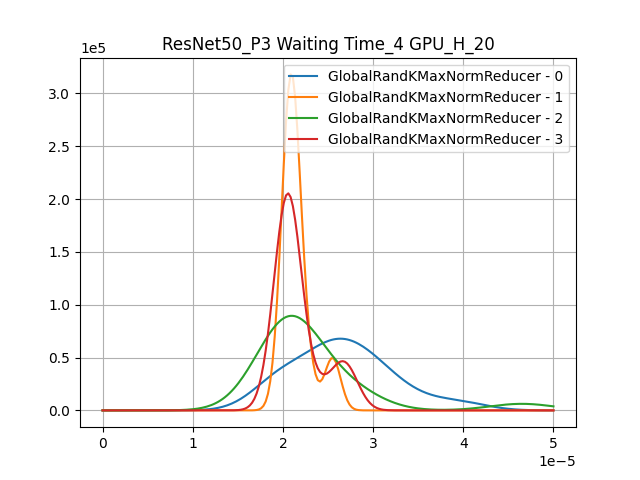 ResNet50_P3 Waiting Time_4 GPU_H_20
1e5
GlobalRandKMaxNormReducer - 0
GlobalRandKMaxNormReducer - 1
GlobalRandKMaxNormReducer - 2
GlobalRandKMaxNormReducer - 3
3.0
2.5
2.0
1.5
1.0
0.5
0.0
0 1 2 3 4 5
1e−5